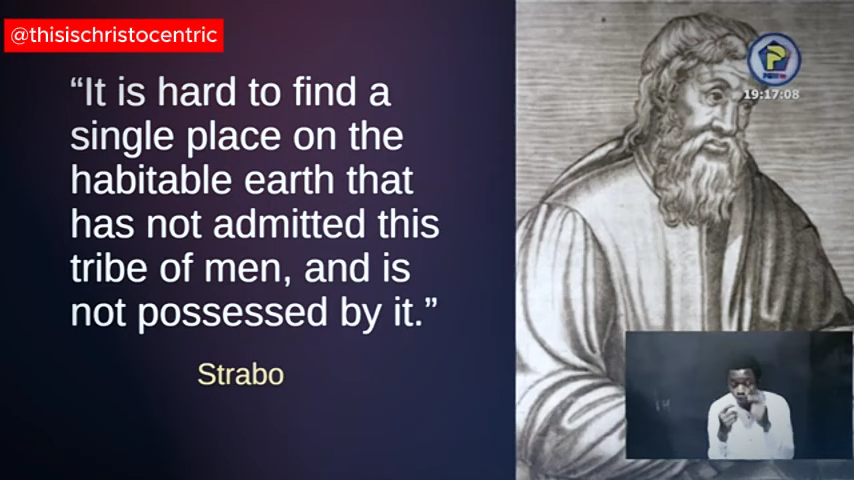 @thisischristocentric
“It is hard to find a
single place on the
habitable earth that
has not admitted this
tribe of men, and is
not possessed by it.”
Strabo
P
19:17:08